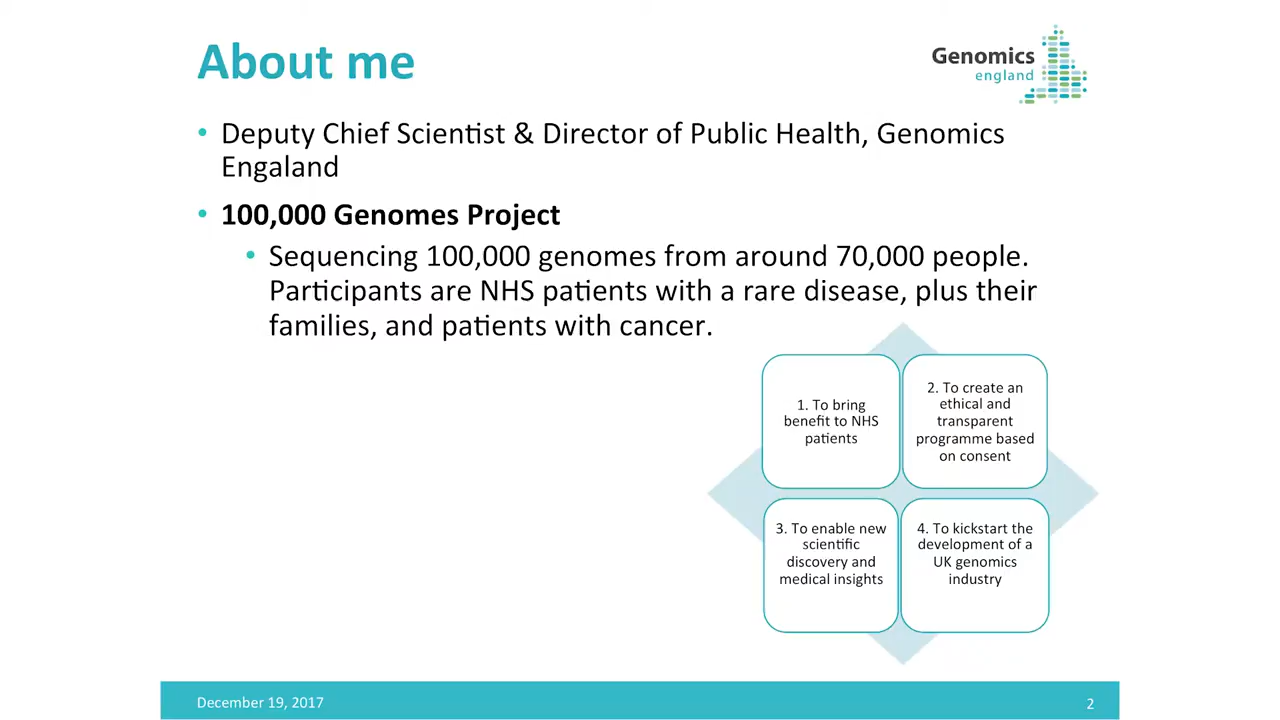 About me
Genomics
england
• Deputy Chief Scientist & Director of Public Health, Genomics
Engaland
• 100,000 Genomes Project
• Sequencing 100,000 genomes from around 70,000 people.
Participants are NHS patients with a rare disease, plus their
families, and patients with cancer.
1. To bring
benefit to NHS
patients
2. To create an
ethical and
transparent
programme based
on consent
3. To enable new
scientific
discovery and
medical insights
4. To kickstart the
development of a
UK genomics
industry
December 19, 2017
2